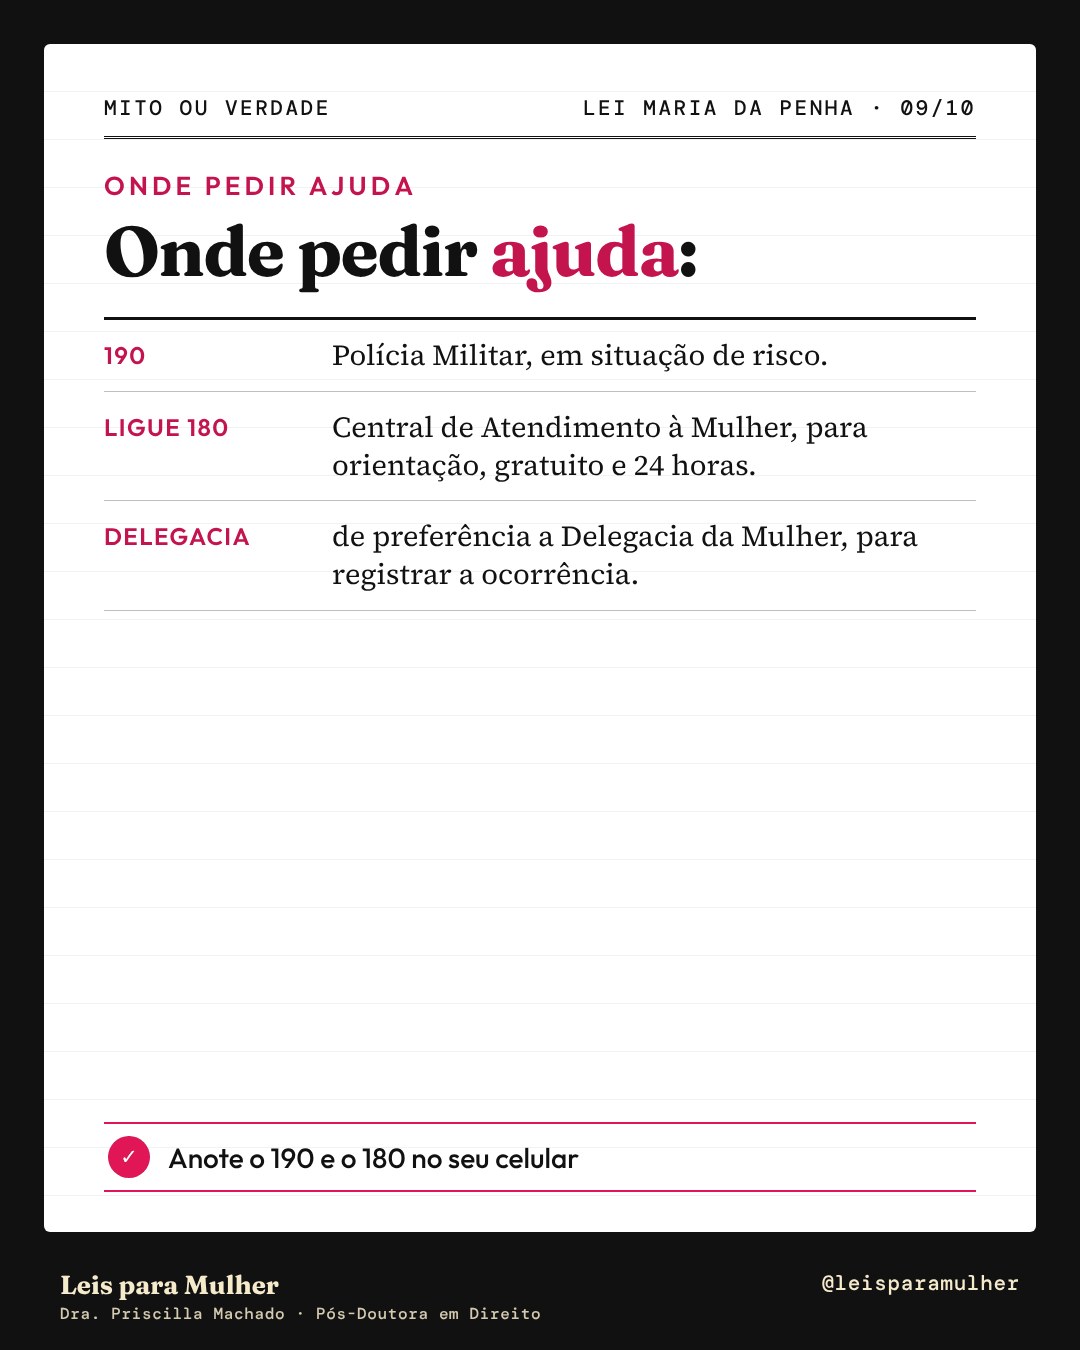 MITO OU VERDADE
LEI MARIA DA PENHA · 09/10
ONDE PEDIR AJUDA
Onde pedir ajuda:
190
Polícia Militar, em situação de risco.
LIGUE 180
Central de Atendimento à Mulher, para
orientação, gratuito e 24 horas.
DELEGACIA
de preferência a Delegacia da Mulher, para
registrar a ocorrência.
✓ Anote o 190 e o 180 no seu celular
Leis para Mulher
@leisparamulher
Dra. Priscilla Machado · Pós-Doutora em Direito